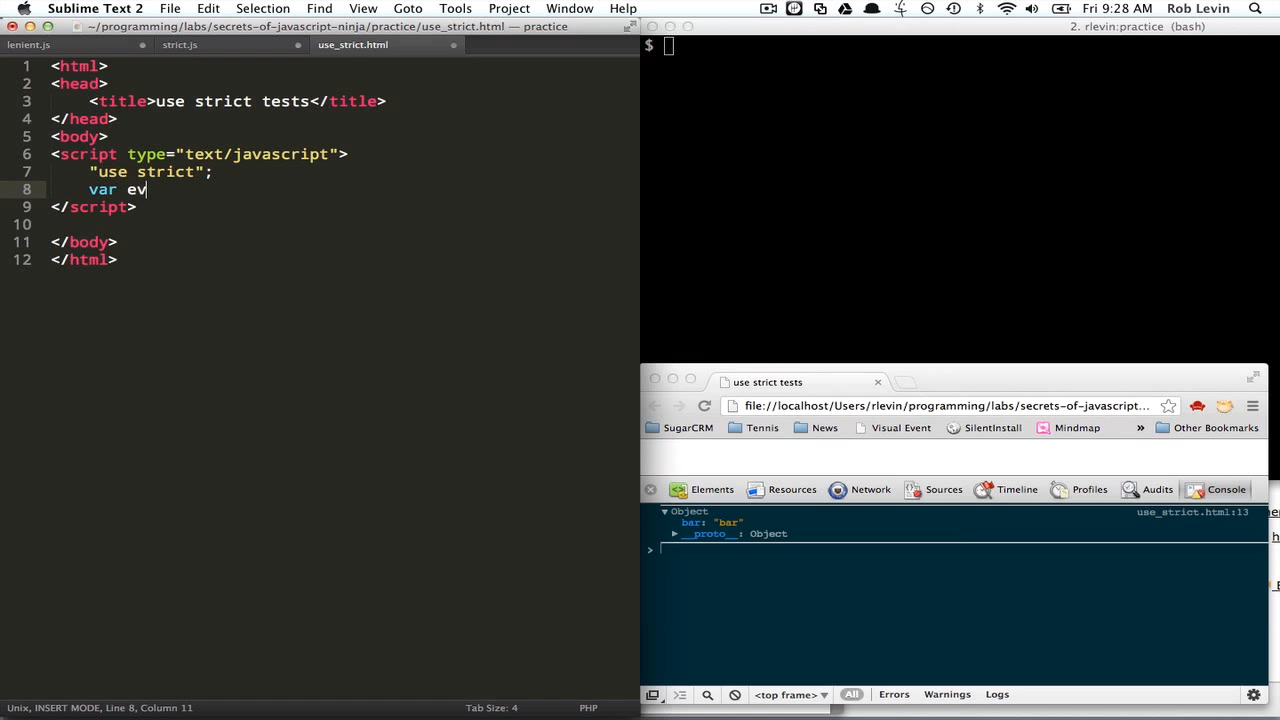 Sublime Text 2 File Edit Selection Find View Goto Tools Project Window Help Fri 9:28 AM Rob Levin
~/programming/labs/secrets-of-javascript-ninja/practice/use_strict.html — practice
2. rlevin:practice (bash)
lenient.js strict.js use_strict.html
$
1 <html>
2 <head>
3 <title>use strict tests</title>
4 </head>
5 <body>
6 <script type="text/javascript">
7 "use strict";
8 var ev
9 </script>
10
11 </body>
12 </html>
use strict tests
file://localhost/Users/rlevin/programming/labs/secrets-of-javascript...
SugarCRM Tennis News Visual Event SilentInstall Mindmap » Other Bookmarks
Elements Resources Network Sources Timeline Profiles Audits Console
▼Object use_strict.html:13
bar: "bar"
▶__proto__: Object
>
<top frame> ▼ All Errors Warnings Logs
Unix, INSERT MODE, Line 8, Column 11 Tab Size: 4 PHP